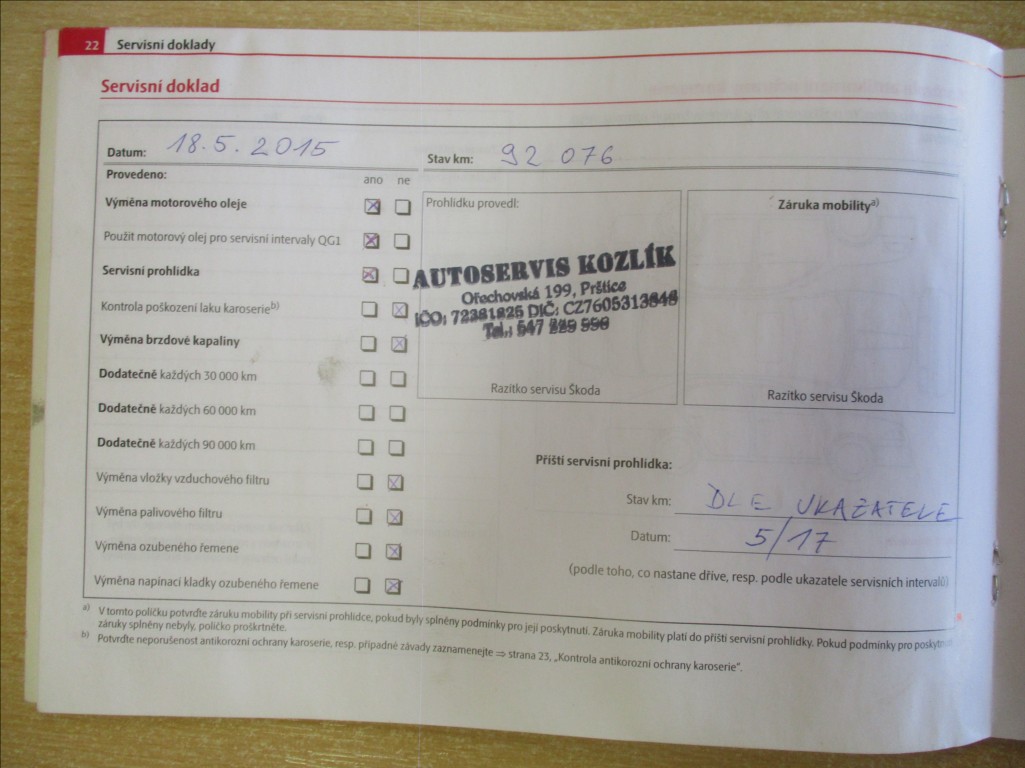 22 Servisní doklady
Servisní doklad
Datum: 18.5.2015 Stav km: 92 076
Provedeno: ano ne
Výměna motorového oleje
Použit motorový olej pro servisní intervaly QG1
Servisní prohlídka
Kontrola poškození laku karoserieb)
Výměna brzdové kapaliny
Dodatečně každých 30 000 km
Dodatečně každých 60 000 km
Dodatečně každých 90 000 km
Výměna vložky vzduchového filtru
Výměna palivového filtru
Výměna ozubeného řemene
Výměna napínací kladky ozubeného řemene
Prohlídku provedl:
AUTOSERVIS KOZLÍK
Ořechovská 199, Prštice
IČO: 72381825 DIČ: CZ7605313848
Tel.: 547 229 996
Razítko servisu Škoda
Záruka mobilitya)
Razítko servisu Škoda
Příští servisní prohlídka:
Stav km: DLE UKAZATELE
Datum: 5/17
(podle toho, co nastane dříve, resp. podle ukazatele servisních intervalů)
a) V tomto políčku potvrďte záruku mobility při servisní prohlídce, pokud byly splněny podmínky pro její poskytnutí. Záruka mobility platí do příští servisní prohlídky. Pokud podmínky pro poskytnutí
záruky splněny nebyly, políčko proškrtněte.
b) Potvrďte neporušenost antikorozní ochrany karoserie, resp. případné závady zaznamenejte ⇒ strana 23, „Kontrola antikorozní ochrany karoserie“.